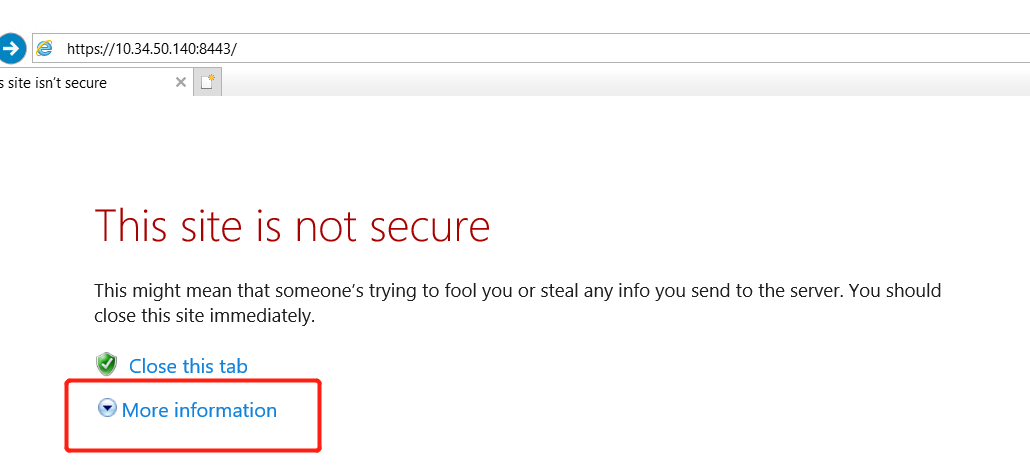 https://10.34.50.140:8443/
s site isn't secure
This site is not secure
This might mean that someone's trying to fool you or steal any info you send to the server. You should
close this site immediately.
Close this tab
More information